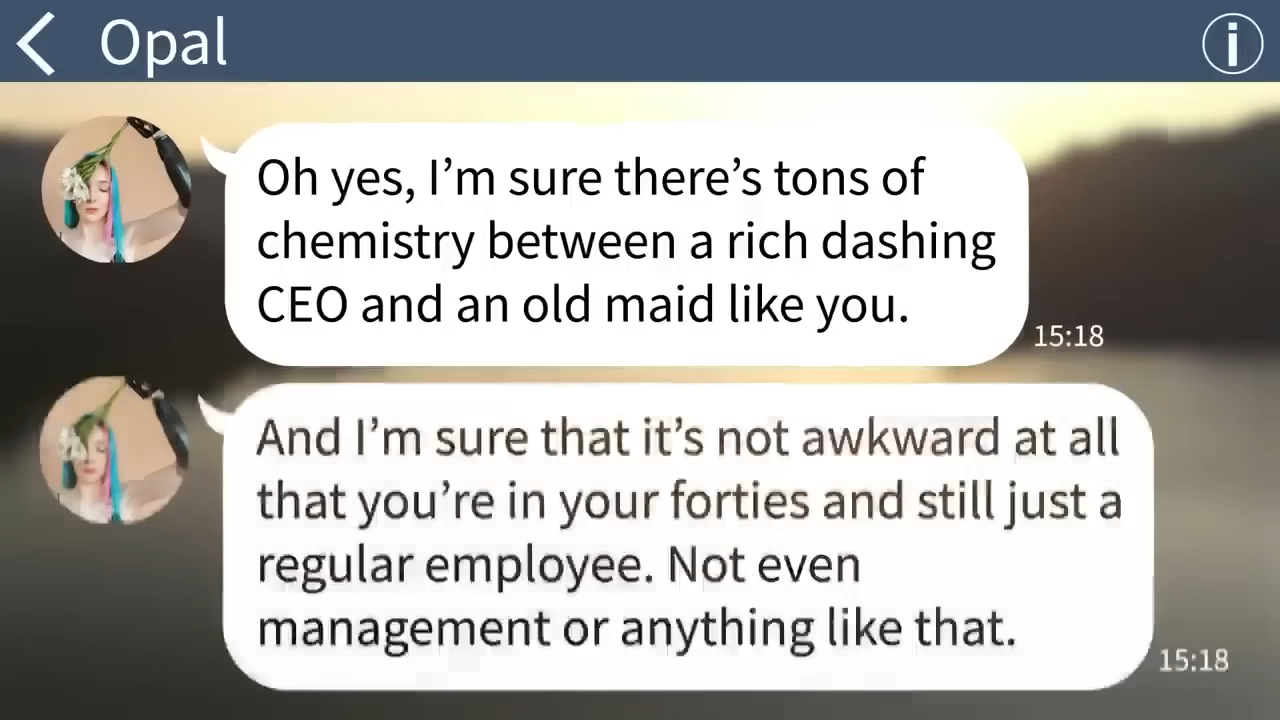 Opal
Oh yes, I’m sure there’s tons of
chemistry between a rich dashing
CEO and an old maid like you.
15:18
And I’m sure that it’s not awkward at all
that you’re in your forties and still just a
regular employee. Not even
management or anything like that.
15:18